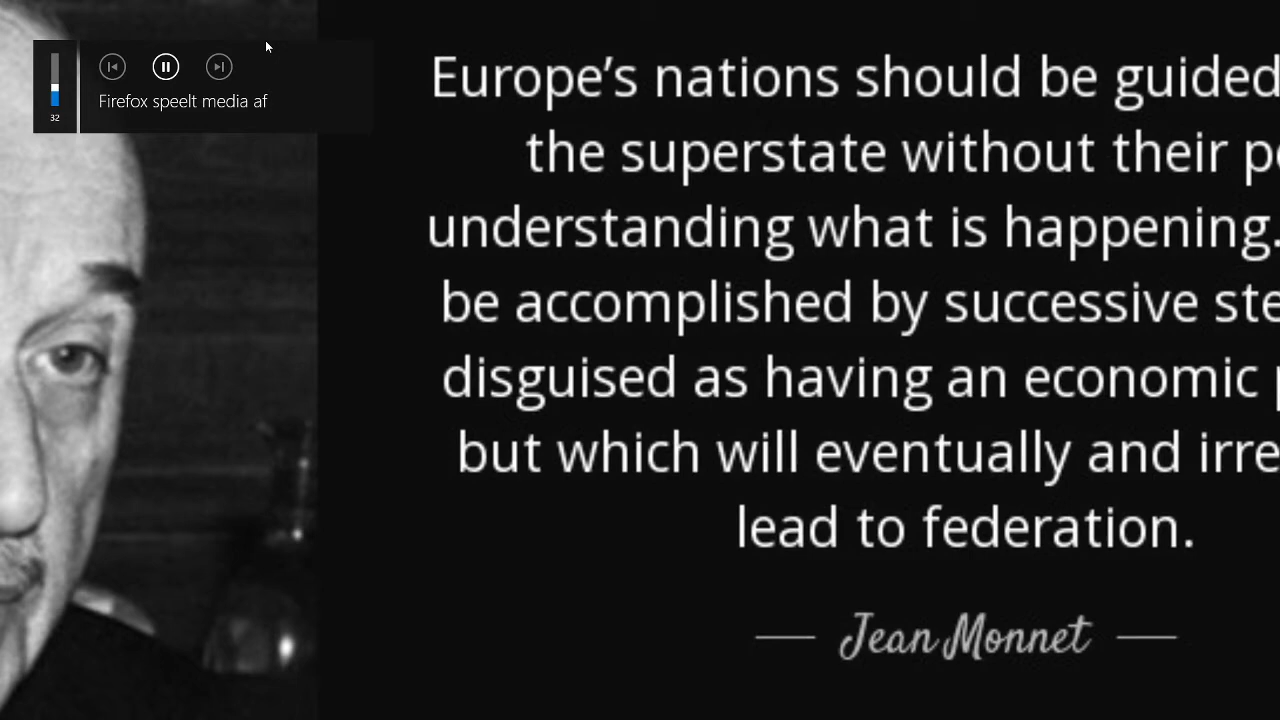 Firefox speelt media af
32
Europe’s nations should be guided
the superstate without their
understanding what is happening.
be accomplished by successive
disguised as having an economic
but which will eventually and
lead to federation.
Jean Monnet